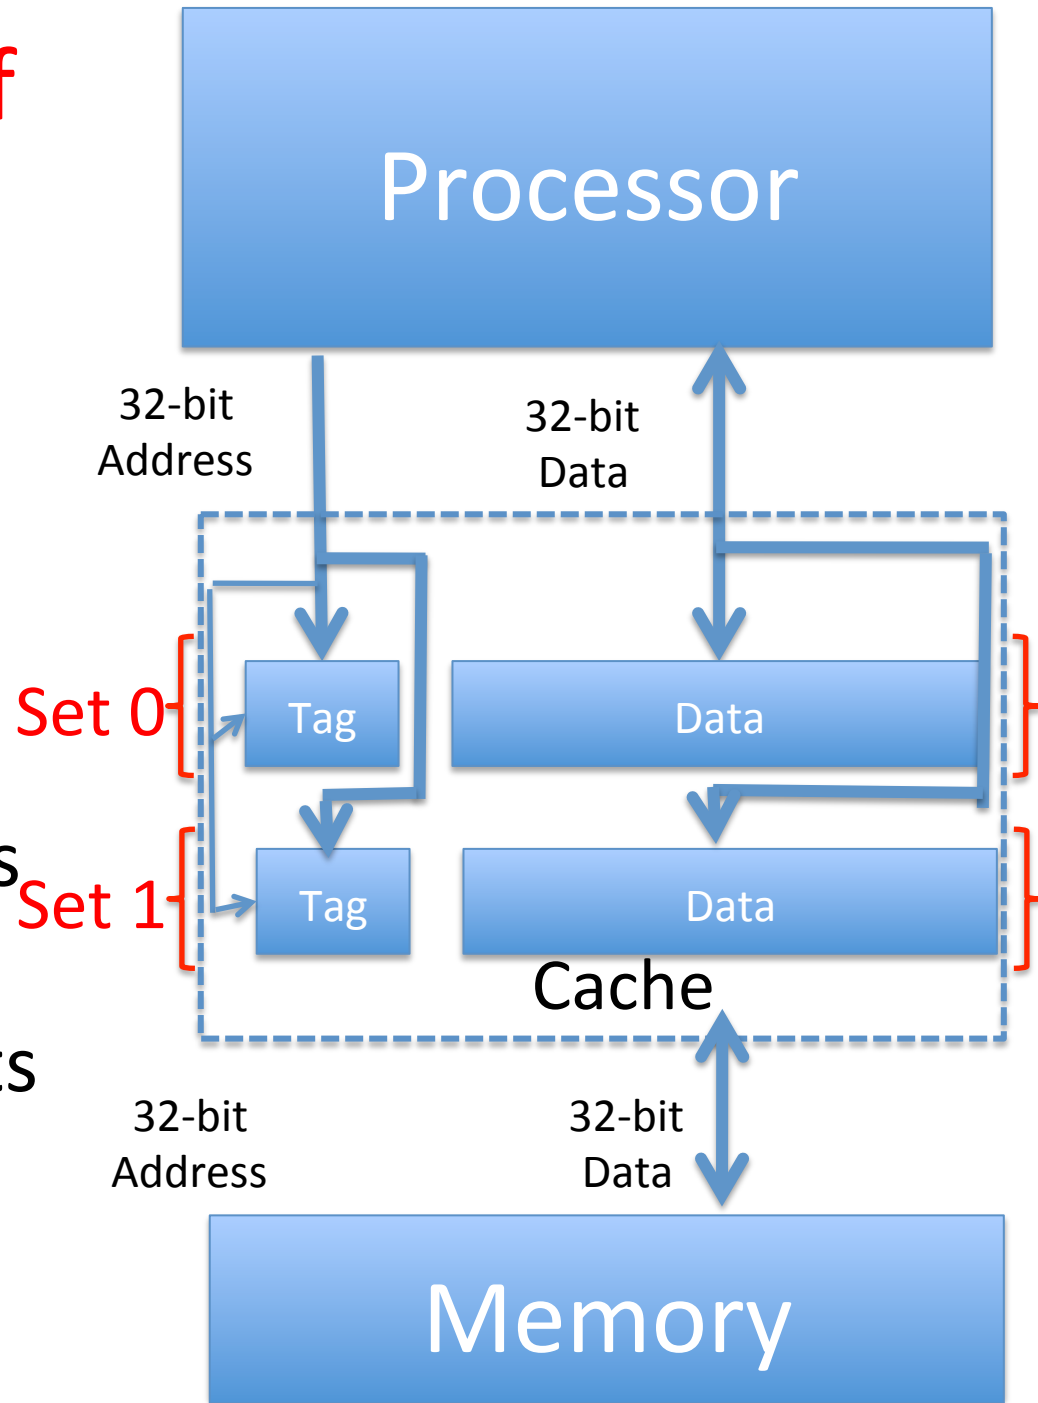 f
Processor
32-bit
Address
32-bit
Data
Set 0
Tag
Data
s
Set 1
Tag
Data
Cache
ts
32-bit
Address
32-bit
Data
Memory